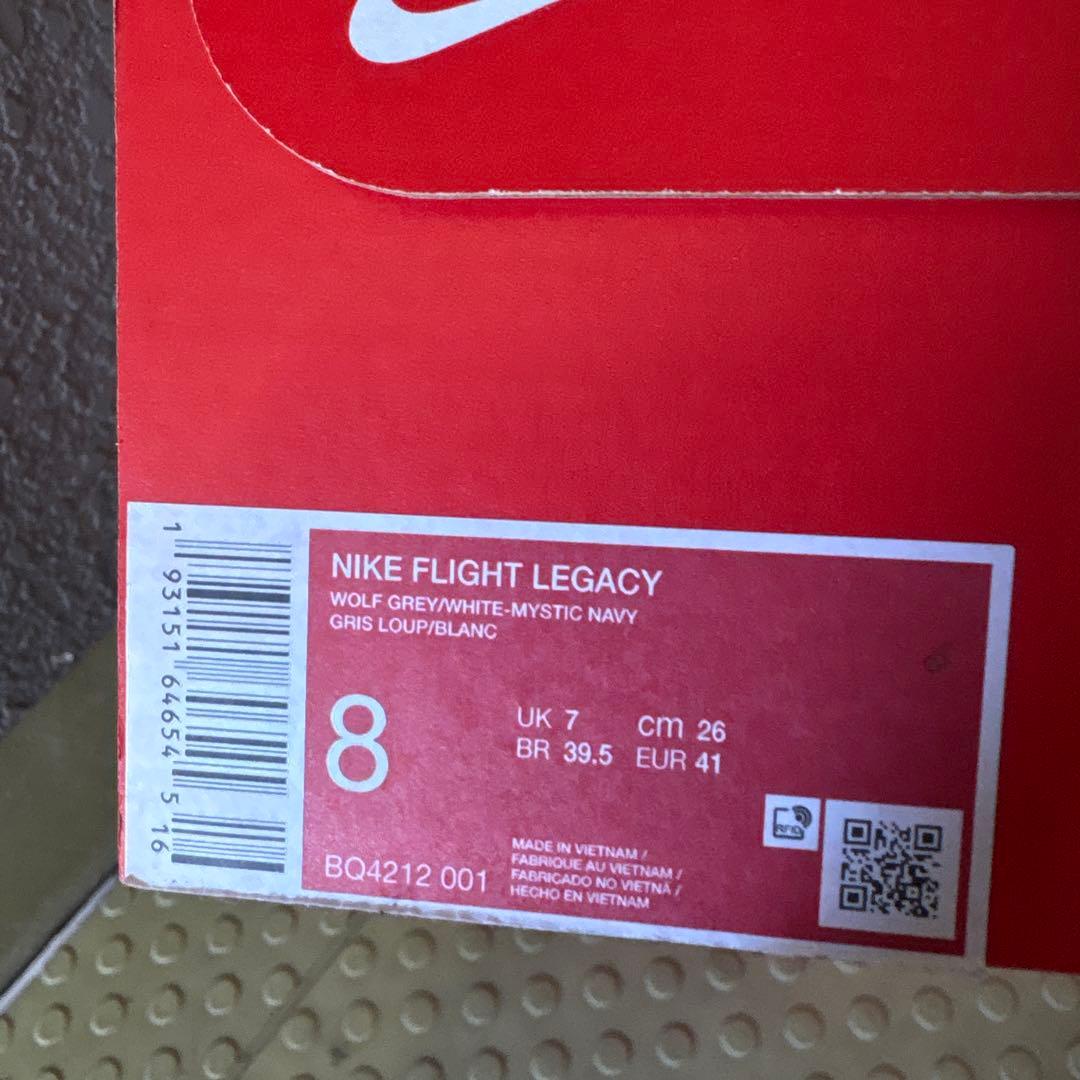 NIKE FLIGHT LEGACY
WOLF GREY/WHITE-MYSTIC NAVY
GRIS LOUP/BLANC
8
UK 7 cm 26
BR 39.5 EUR 41
BQ4212 001
MADE IN VIETNAM /
FABRIQUE AU VIETNAM /
FABRICADO NO VIETNÃ /
HECHO EN VIETNAM
RFID
1 93151 64654 5 16